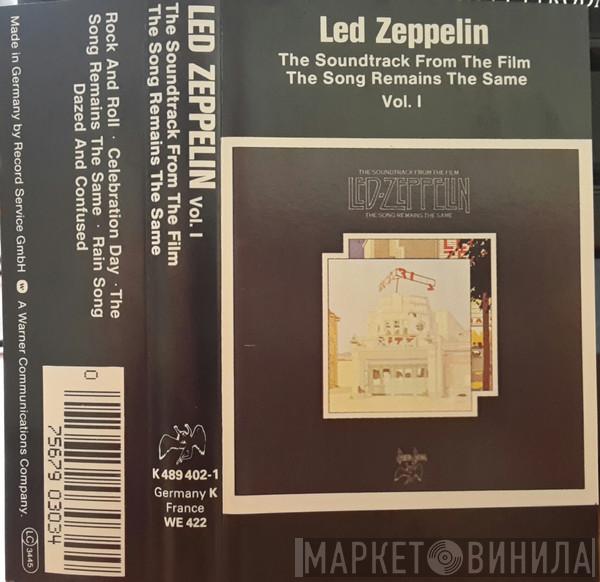 Led Zeppelin
The Soundtrack From The Film
The Song Remains The Same
Vol. I
THE SOUNDTRACK FROM THE FILM
LED-ZEPPELIN
THE SONG REMAINS THE SAME
LED ZEPPELIN Vol. I
The Soundtrack From The Film
The Song Remains The Same
K 489 402-1
Germany K
France
WE 422
Rock And Roll · Celebration Day · The
Song Remains The Same · Rain Song
Dazed And Confused
0
75679 03034
Made in Germany by Record Service GmbH W A Warner Communications Company.
LC 3445
МАРКЕТ ВИНИЛА